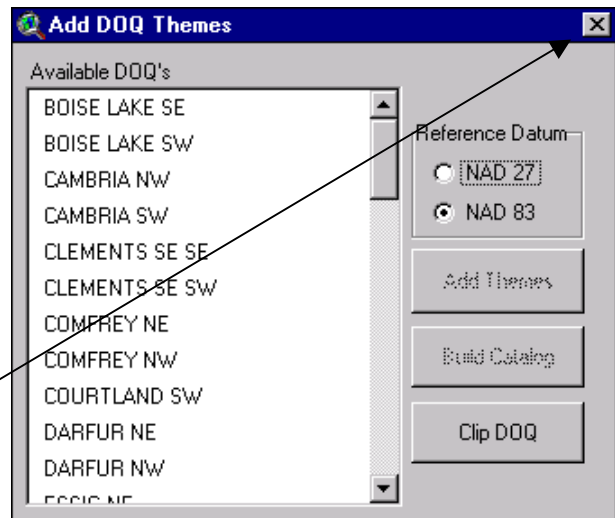 Add DOQ Themes
Available DOQ's
BOISE LAKE SE
BOISE LAKE SW
CAMBRIA NW
CAMBRIA SW
CLEMENTS SE SE
CLEMENTS SE SW
COMFREY NE
COMFREY NW
COURTLAND SW
DARFUR NE
DARFUR NW
Reference Datum
NAD 27
NAD 83
Add Themes
Build Catalog
Clip DOQ